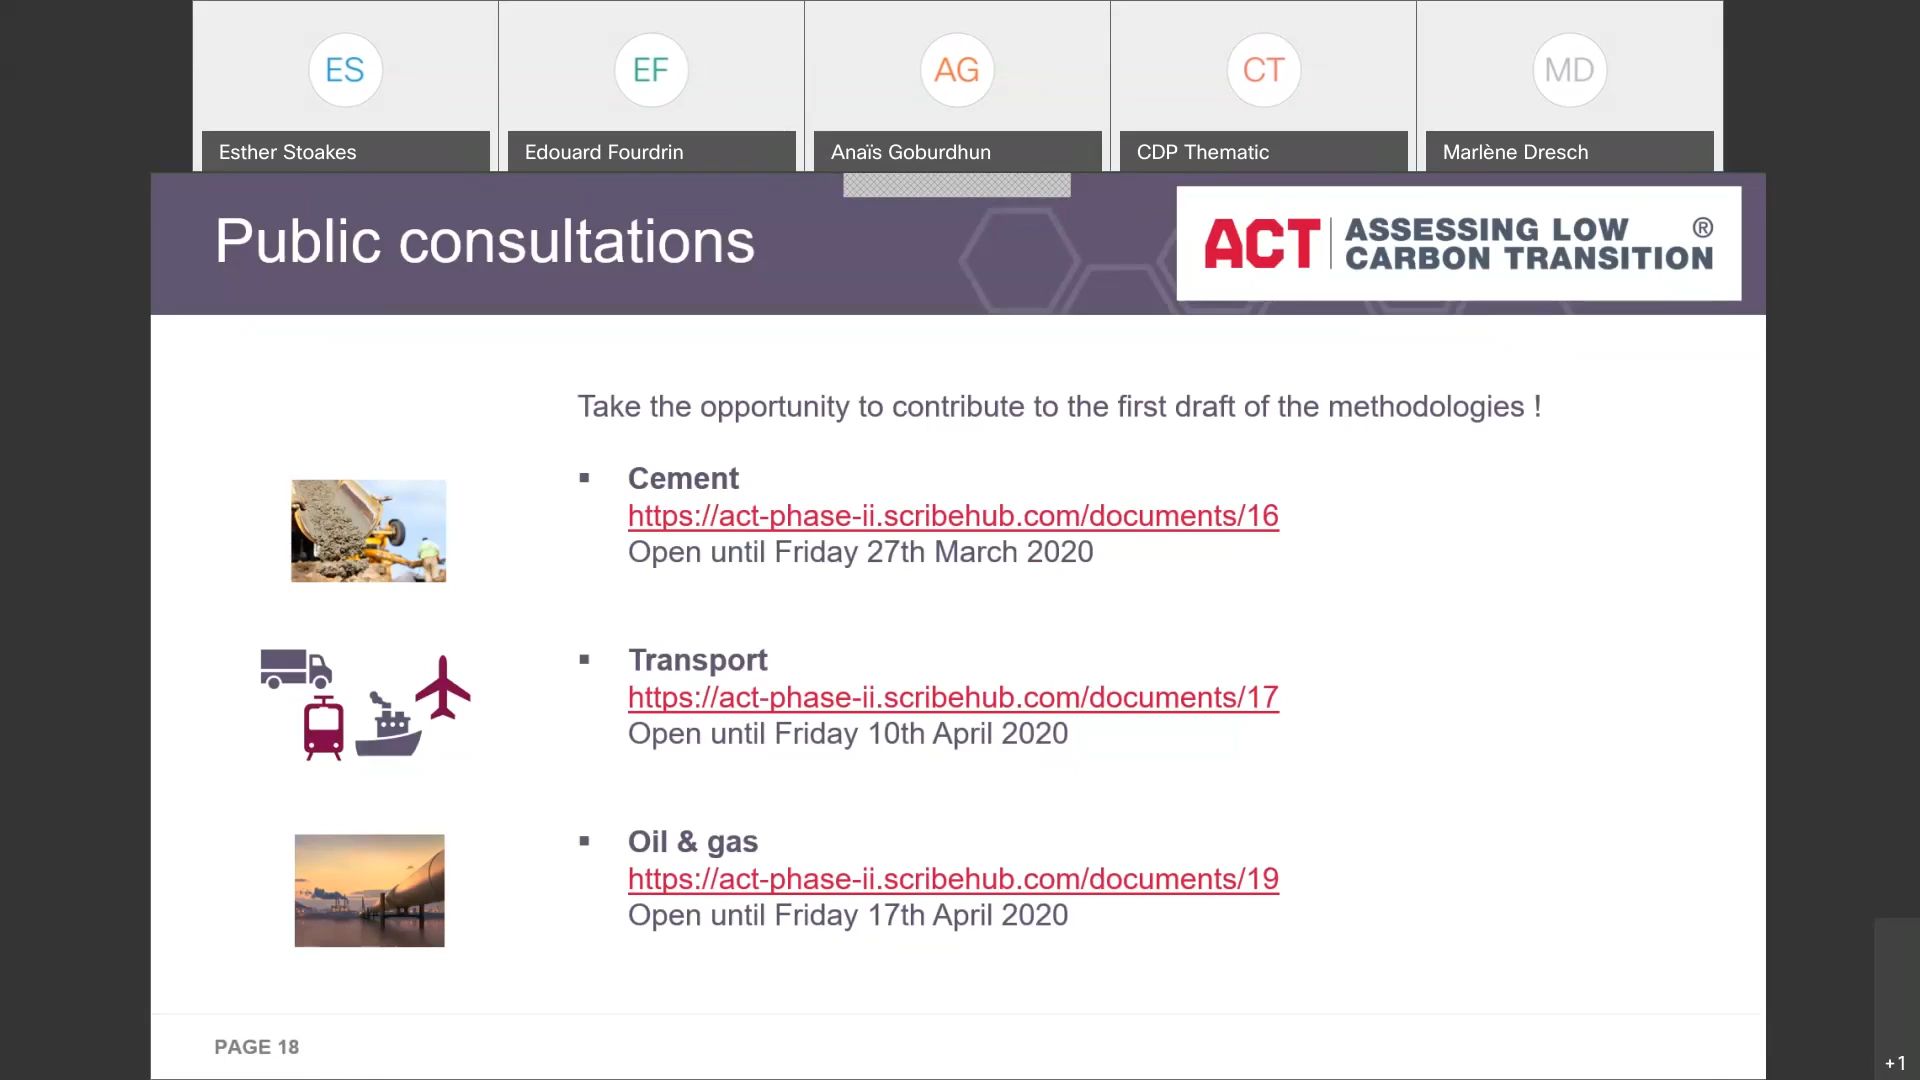 ES
EF
AG
CT
MD
Esther Stoakes
Edouard Fourdrin
Anaïs Goburdhun
CDP Thematic
Marlène Dresch
Public consultations
ACT
ASSESSING LOW ®
CARBON TRANSITION
Take the opportunity to contribute to the first draft of the methodologies !
▪ Cement
https://act-phase-ii.scribehub.com/documents/16
Open until Friday 27th March 2020
▪ Transport
https://act-phase-ii.scribehub.com/documents/17
Open until Friday 10th April 2020
▪ Oil & gas
https://act-phase-ii.scribehub.com/documents/19
Open until Friday 17th April 2020
PAGE 18
+1